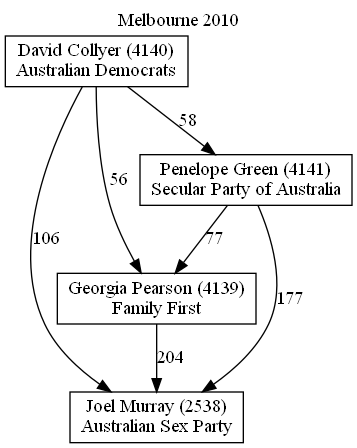 Melbourne 2010
David Collyer (4140)
Australian Democrats
58
Penelope Green (4141)
Secular Party of Australia
56
106
77
177
Georgia Pearson (4139)
Family First
204
Joel Murray (2538)
Australian Sex Party